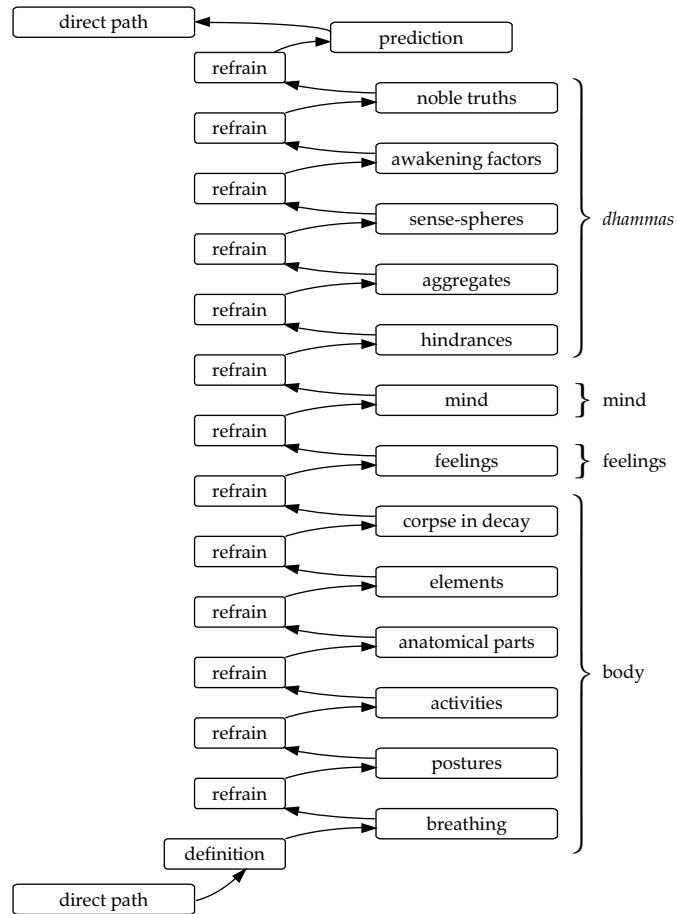 direct path
prediction
refrain
noble truths
refrain
awakening factors
refrain
sense-spheres
dhammas
refrain
aggregates
refrain
hindrances
refrain
mind
mind
refrain
feelings
feelings
refrain
corpse in decay
refrain
elements
refrain
anatomical parts
refrain
body
activities
refrain
postures
refrain
breathing
definition
direct path